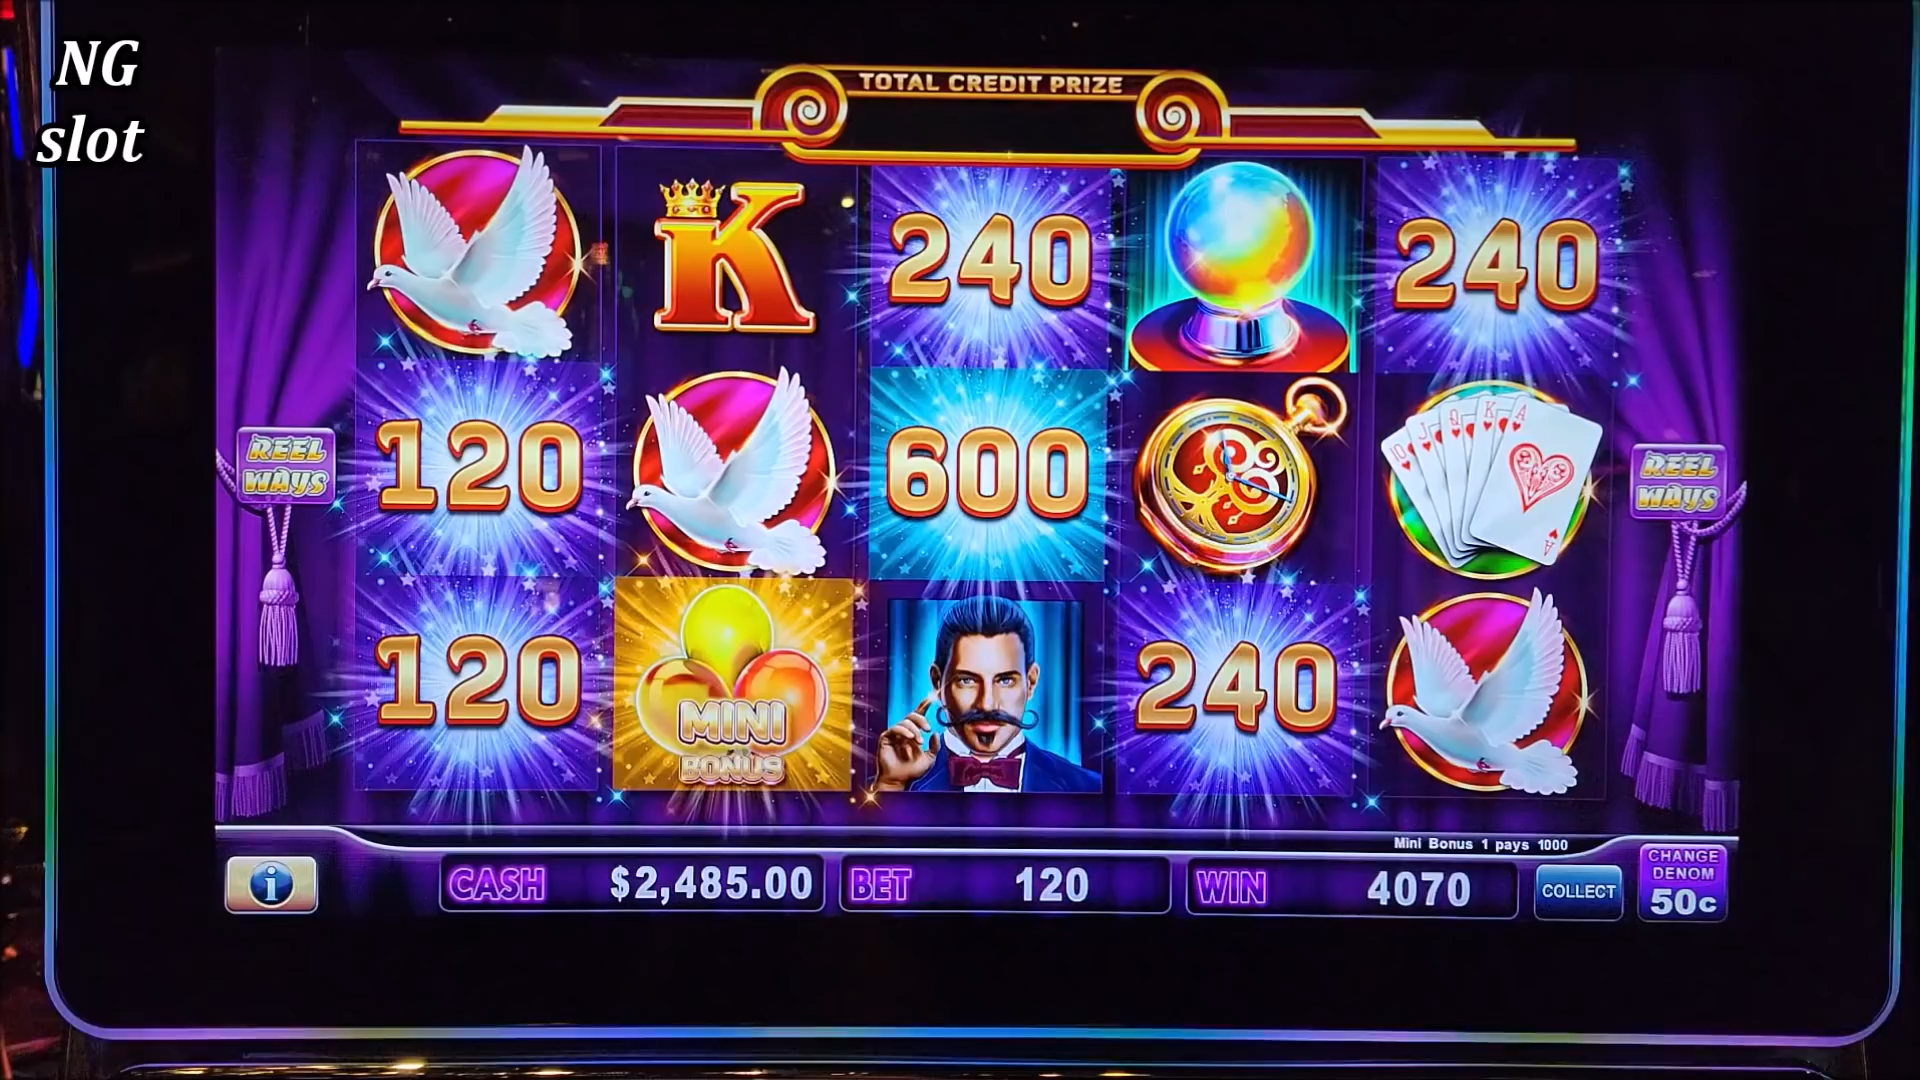 NG
slot
TOTAL CREDIT PRIZE
K
240
240
REEL
WAYS
120
600
10 J Q K A
A
REEL
WAYS
120
MINI
BONUS
240
Mini Bonus 1 pays 1000
CASH $2,485.00
BET 120
WIN 4070
COLLECT
CHANGE
DENOM
50c